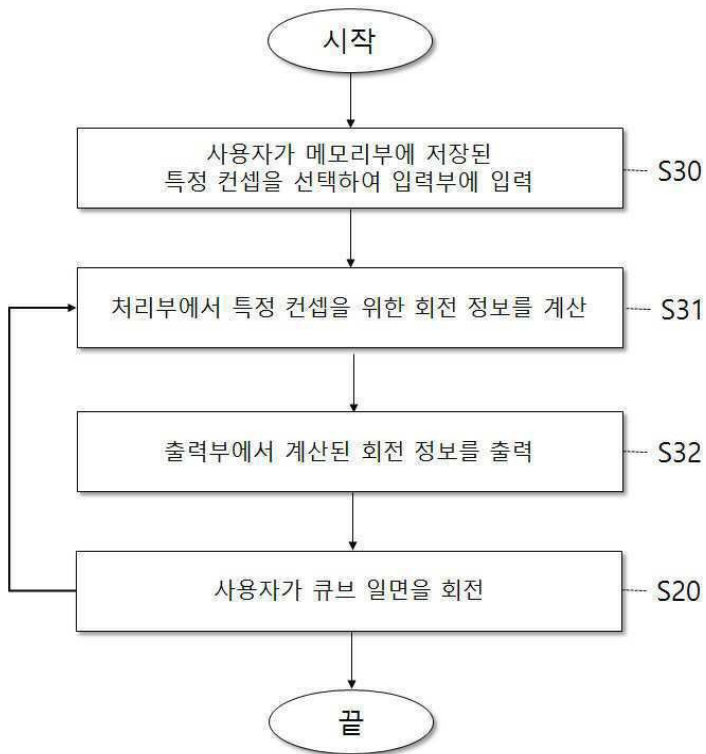 시작
사용자가 메모리부에 저장된
특정 컨셉을 선택하여 입력부에 입력
S30
처리부에서 특정 컨셉을 위한 회전 정보를 계산
S31
출력부에서 계산된 회전 정보를 출력
S32
사용자가 큐브 일면을 회전
S20
끝